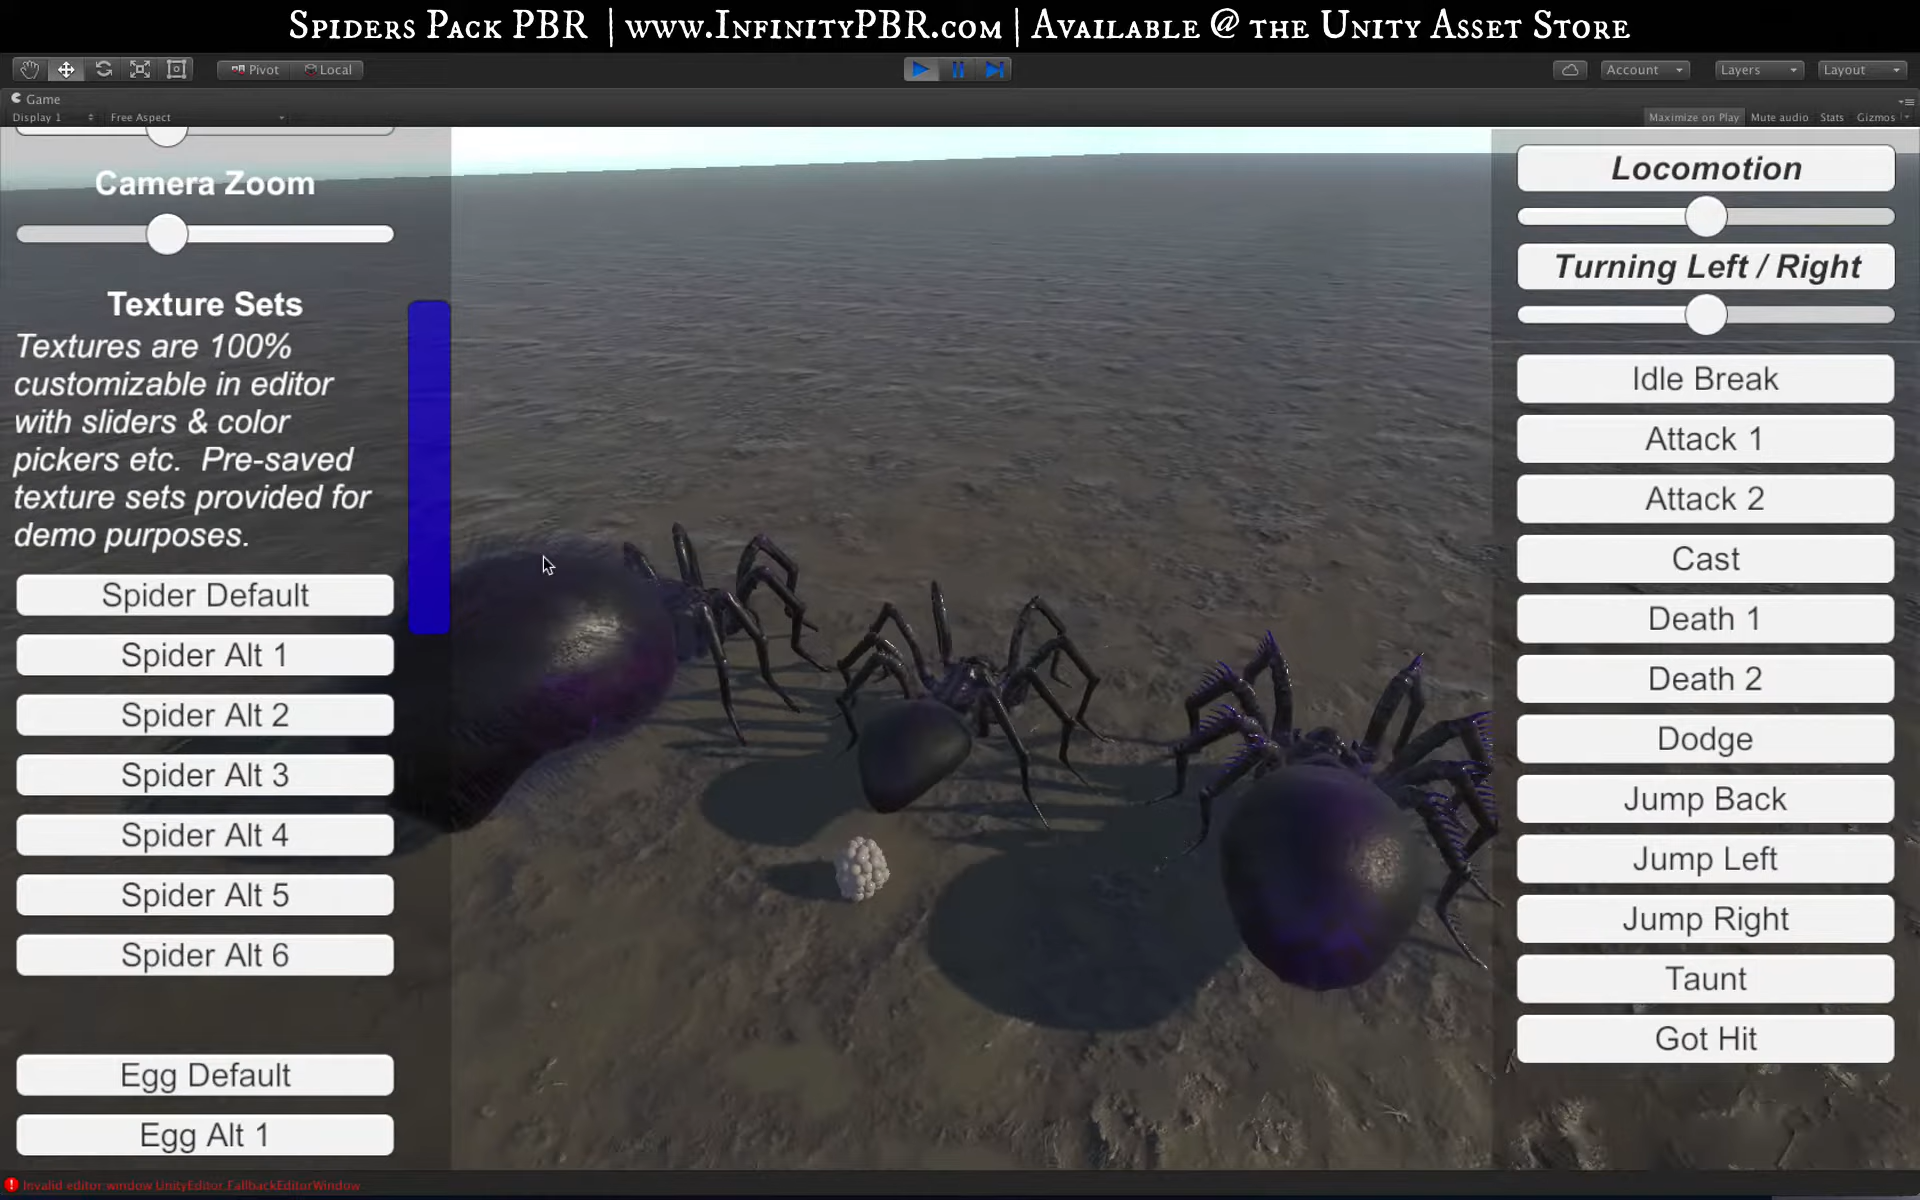 Spiders Pack PBR | www.InfinityPBR.com | Available @ the Unity Asset Store
Pivot Local Account Layers Layout
Game
Display 1 Free Aspect Maximize on Play Mute audio Stats Gizmos
Camera Zoom
Texture Sets
Textures are 100%
customizable in editor
with sliders & color
pickers etc. Pre-saved
texture sets provided for
demo purposes.
Spider Default
Spider Alt 1
Spider Alt 2
Spider Alt 3
Spider Alt 4
Spider Alt 5
Spider Alt 6
Egg Default
Egg Alt 1
Locomotion
Turning Left / Right
Idle Break
Attack 1
Attack 2
Cast
Death 1
Death 2
Dodge
Jump Back
Jump Left
Jump Right
Taunt
Got Hit
Invalid editor window UnityEditor.FallbackEditorWindow